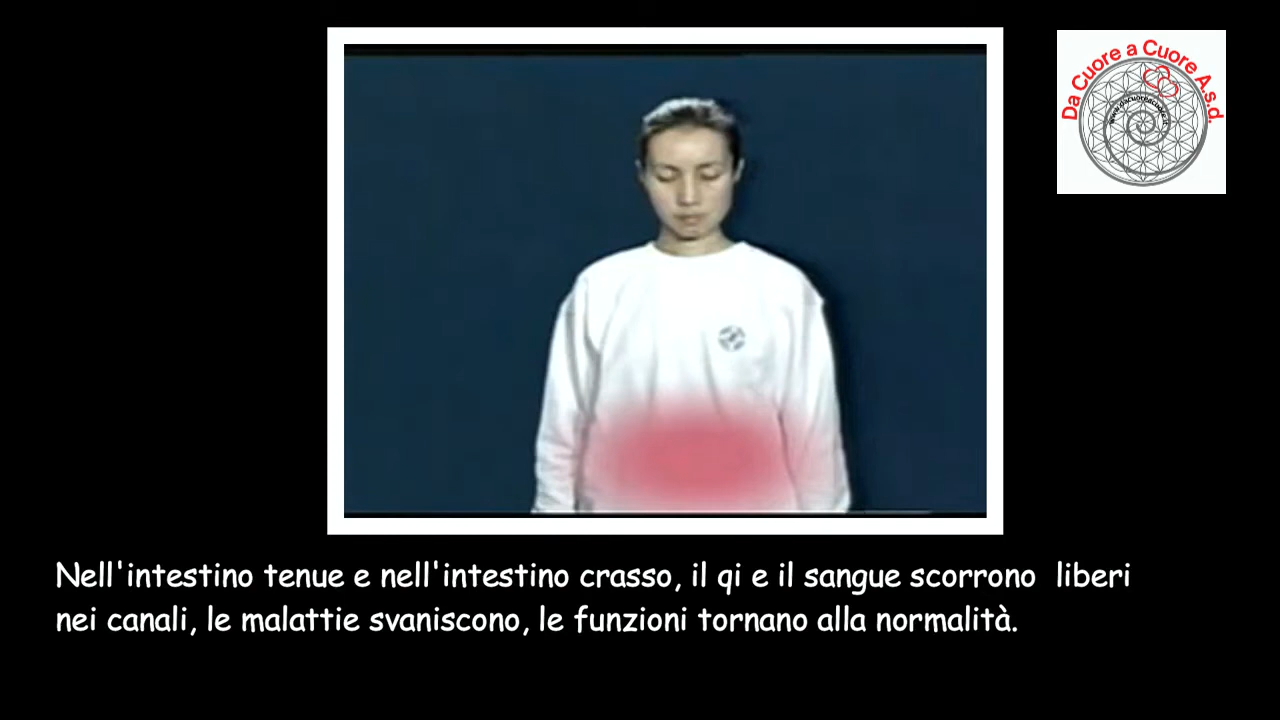 Da Cuore a Cuore A.s.d.
Nell'intestino tenue e nell'intestino crasso, il qi e il sangue scorrono liberi
nei canali, le malattie svaniscono, le funzioni tornano alla normalità.